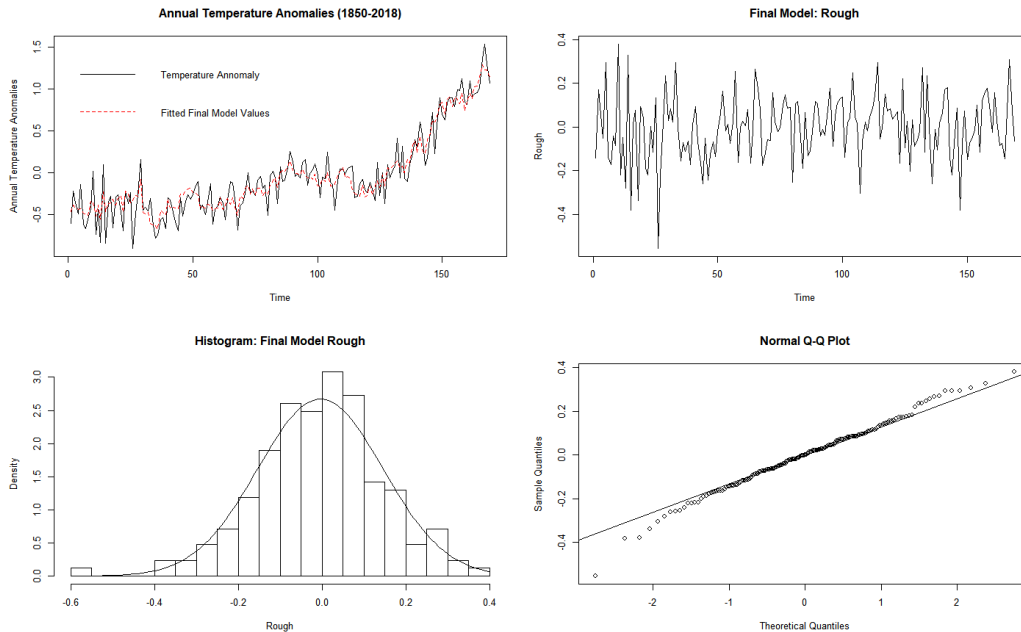 Annual Temperature Anomalies (1850-2018)
Annual Temperature Anomalies
1.5
1.0
0.5
0.0
-0.5
Temperature Annomaly
Fitted Final Model Values
0 50 100 150
Time
Final Model: Rough
Rough
0.4
0.2
0.0
-0.2
-0.4
0 50 100 150
Time
Histogram: Final Model Rough
Density
3.0
2.5
2.0
1.5
1.0
0.5
0.0
-0.6 -0.4 -0.2 0.0 0.2 0.4
Rough
Normal Q-Q Plot
Sample Quantiles
0.4
0.2
0.0
-0.2
-0.4
-2 -1 0 1 2
Theoretical Quantiles